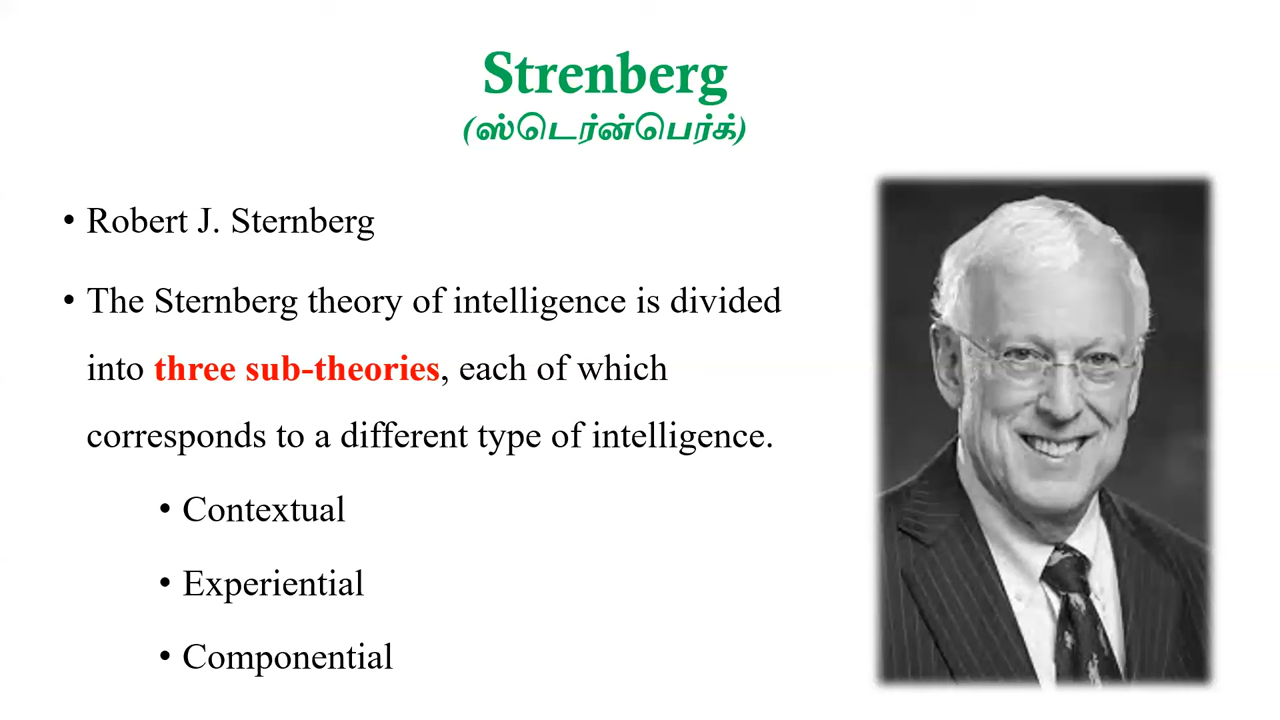 Strenberg
(ஸ்டெர்ன்பெர்க்)
• Robert J. Sternberg
• The Sternberg theory of intelligence is divided
into three sub-theories, each of which
corresponds to a different type of intelligence.
• Contextual
• Experiential
• Componential